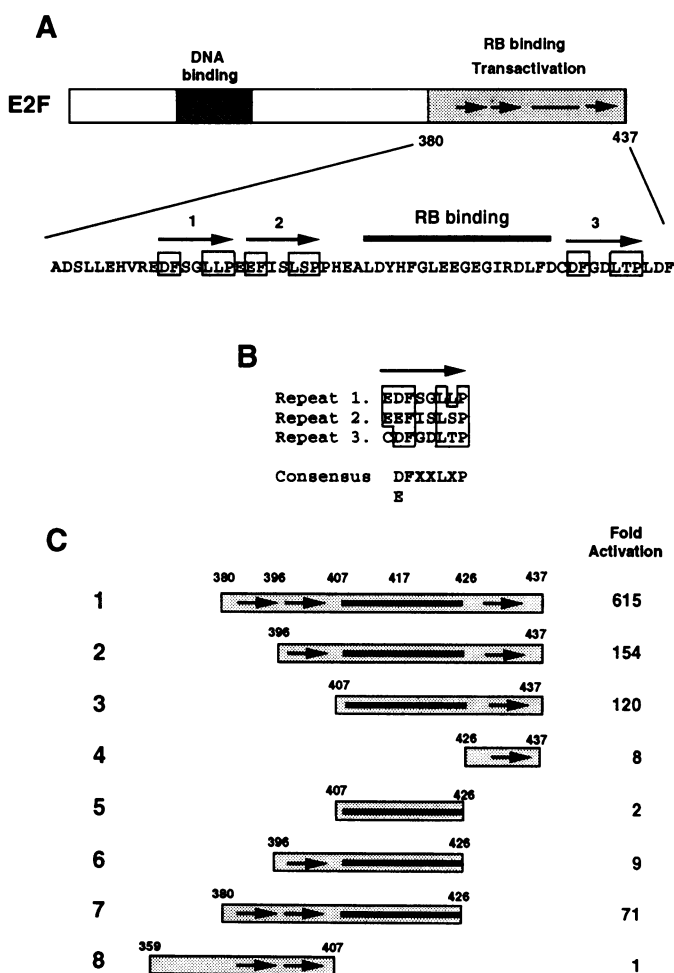 A
DNA binding
RB binding
Transactivation
E2F
380
437
1
2
RB binding
3
ADSLLEHVREDFSGLLPEEFISLSPPHEALDYHFGLEEGEGIRDLFDCDFGDLTPLDF
B
Repeat 1. EDFSGLLP
Repeat 2. EEFISLSP
Repeat 3. CDFGDLTP
Consensus DFXXLXP
E
C
Fold
Activation
380 396 407 417 426 437
1 615
396 437
2 154
407 437
3 120
426 437
4 8
407 426
5 2
396 426
6 9
380 426
7 71
359 407
8 1